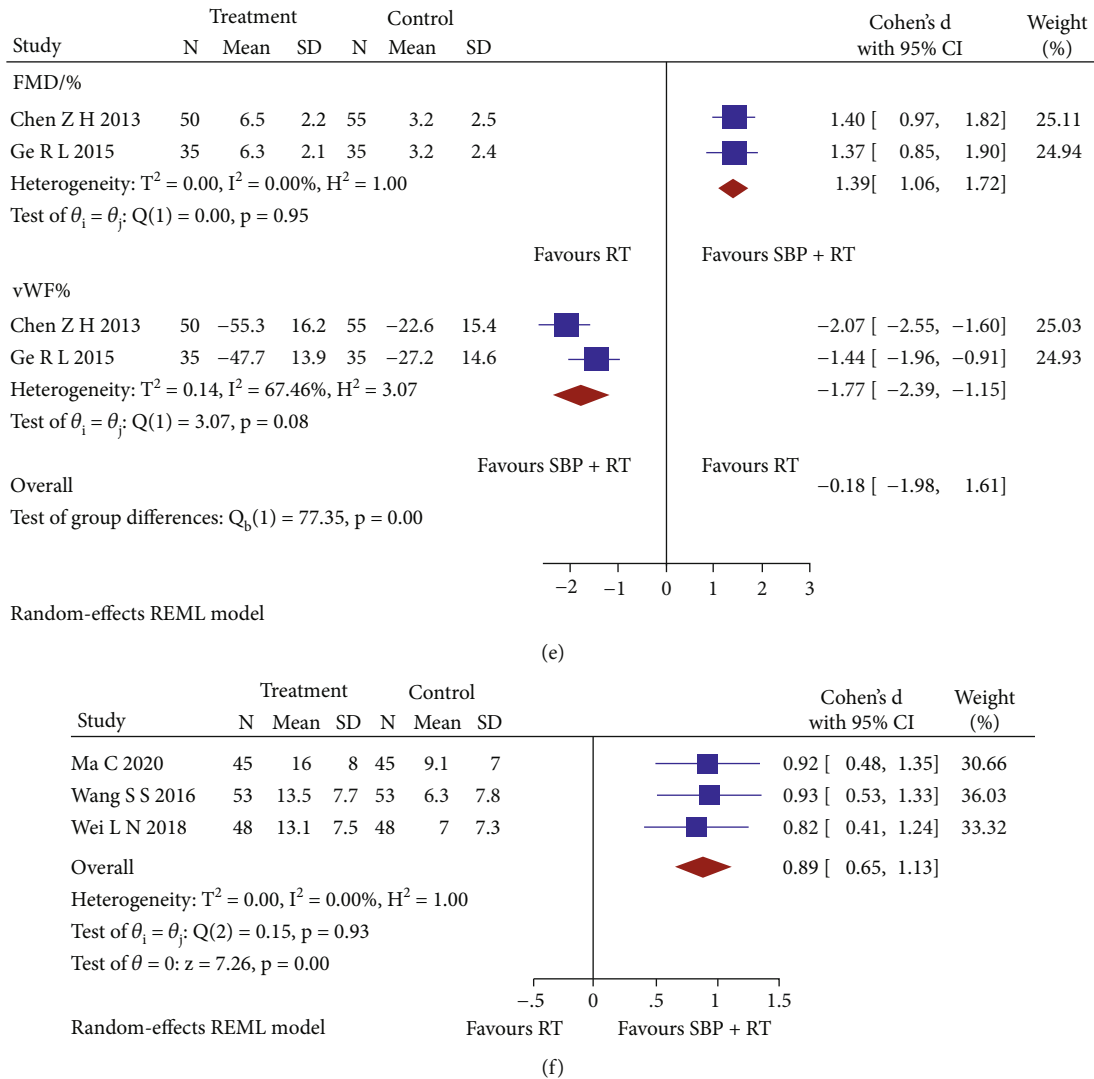 Treatment Control Cohen's d Weight
Study N Mean SD N Mean SD with 95% CI (%)
FMD/%
Chen Z H 2013 50 6.5 2.2 55 3.2 2.5 1.40 [ 0.97, 1.82] 25.11
Ge R L 2015 35 6.3 2.1 35 3.2 2.4 1.37 [ 0.85, 1.90] 24.94
Heterogeneity: T² = 0.00, I² = 0.00%, H² = 1.00 1.39[ 1.06, 1.72]
Test of θᵢ = θⱼ: Q(1) = 0.00, p = 0.95
Favours RT Favours SBP + RT
vWF%
Chen Z H 2013 50 −55.3 16.2 55 −22.6 15.4 −2.07 [ −2.55, −1.60] 25.03
Ge R L 2015 35 −47.7 13.9 35 −27.2 14.6 −1.44 [ −1.96, −0.91] 24.93
Heterogeneity: T² = 0.14, I² = 67.46%, H² = 3.07 −1.77 [ −2.39, −1.15]
Test of θᵢ = θⱼ: Q(1) = 3.07, p = 0.08
Favours SBP + RT Favours RT
Overall −0.18 [ −1.98, 1.61]
Test of group differences: Q_b(1) = 77.35, p = 0.00
−2 −1 0 1 2 3
Random-effects REML model
(e)
Treatment Control Cohen's d Weight
Study N Mean SD N Mean SD with 95% CI (%)
Ma C 2020 45 16 8 45 9.1 7 0.92 [ 0.48, 1.35] 30.66
Wang S S 2016 53 13.5 7.7 53 6.3 7.8 0.93 [ 0.53, 1.33] 36.03
Wei L N 2018 48 13.1 7.5 48 7 7.3 0.82 [ 0.41, 1.24] 33.32
Overall 0.89 [ 0.65, 1.13]
Heterogeneity: T² = 0.00, I² = 0.00%, H² = 1.00
Test of θᵢ = θⱼ: Q(2) = 0.15, p = 0.93
Test of θ = 0: z = 7.26, p = 0.00
−.5 0 .5 1 1.5
Random-effects REML model Favours RT Favours SBP + RT
(f)